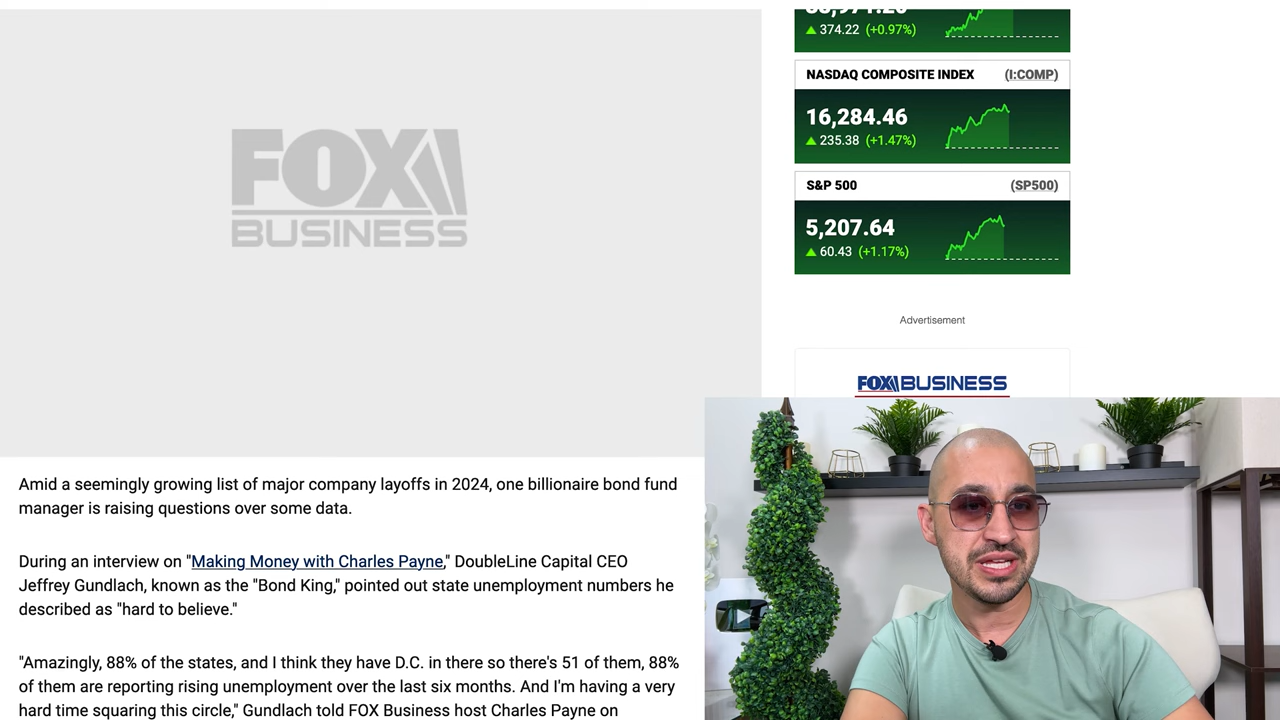 374.22 (+0.97%)
NASDAQ COMPOSITE INDEX (I:COMP)
16,284.46
235.38 (+1.47%)
S&P 500 (SP500)
5,207.64
60.43 (+1.17%)
Advertisement
FOX BUSINESS
FOX
BUSINESS
Amid a seemingly growing list of major company layoffs in 2024, one billionaire bond fund
manager is raising questions over some data.
During an interview on "Making Money with Charles Payne," DoubleLine Capital CEO
Jeffrey Gundlach, known as the "Bond King," pointed out state unemployment numbers he
described as "hard to believe."
"Amazingly, 88% of the states, and I think they have D.C. in there so there's 51 of them, 88%
of them are reporting rising unemployment over the last six months. And I'm having a very
hard time squaring this circle," Gundlach told FOX Business host Charles Payne on